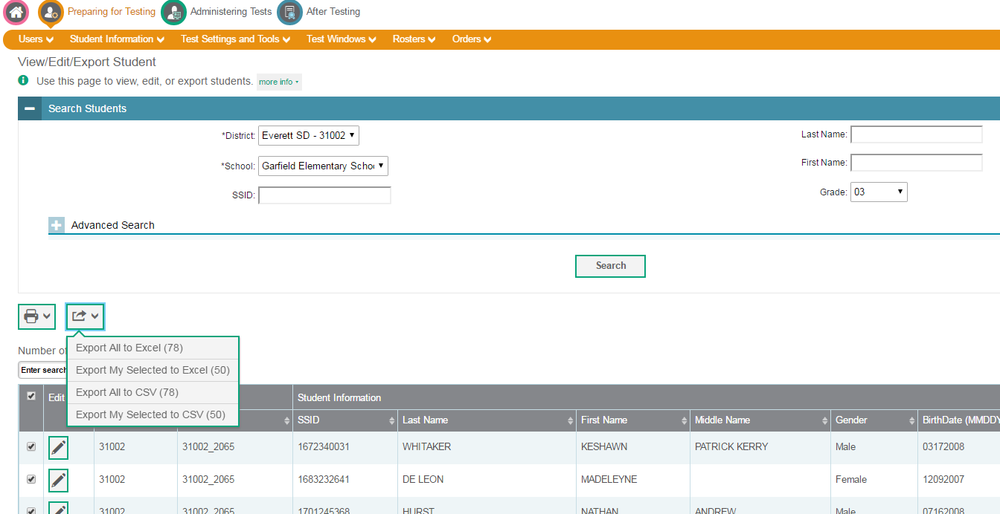 Preparing for Testing Administering Tests After Testing
Users Student Information Test Settings and Tools Test Windows Rosters Orders
View/Edit/Export Student
Use this page to view, edit, or export students. more info
Search Students
*District: Everett SD - 31002 Last Name:
*School: Garfield Elementary Schoo First Name:
SSID: Grade: 03
Advanced Search
Search
Export All to Excel (78)
Number of
Export My Selected to Excel (50)
Enter search
Export All to CSV (78)
Export My Selected to CSV (50)
Edit Student Information
SSID Last Name First Name Middle Name Gender BirthDate (MMDDY
31002 31002_2065 1672340031 WHITAKER KESHAWN PATRICK KERRY Male 03172008
31002 31002_2065 1683232641 DE LEON MADELEYNE Female 12092007
31002 31002_2065 1701245368 HURST NATHAN ANDREW Male 07162008